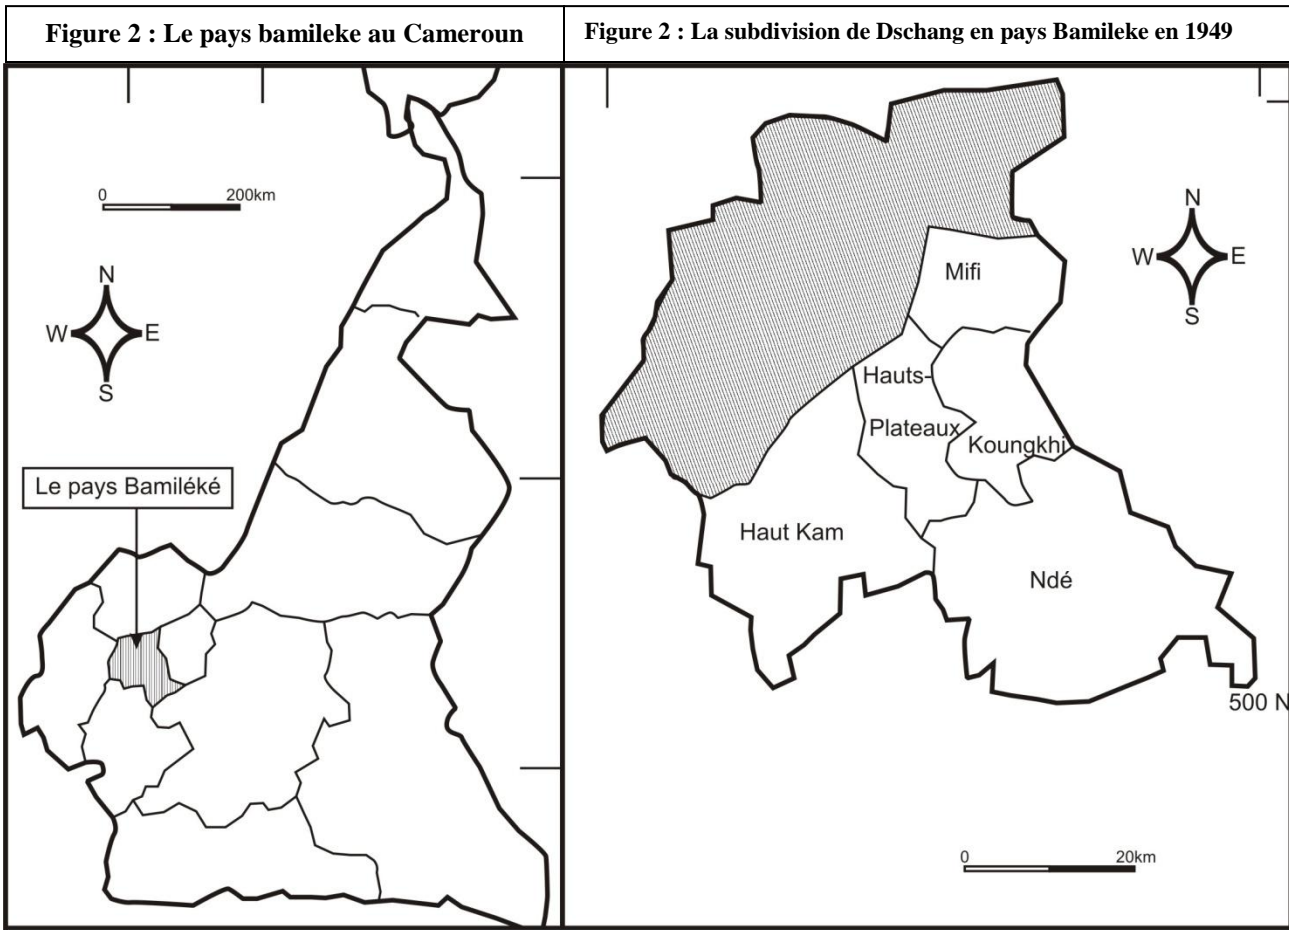 Figure 2 : Le pays bamileke au Cameroun
Figure 2 : La subdivision de Dschang en pays Bamileke en 1949
0 200km
N
W E
S
Le pays Bamiléké
N
W E
S
Mifi
Hauts-
Plateaux
Koungkhi
Haut Kam
Ndé
500 N
0 20km